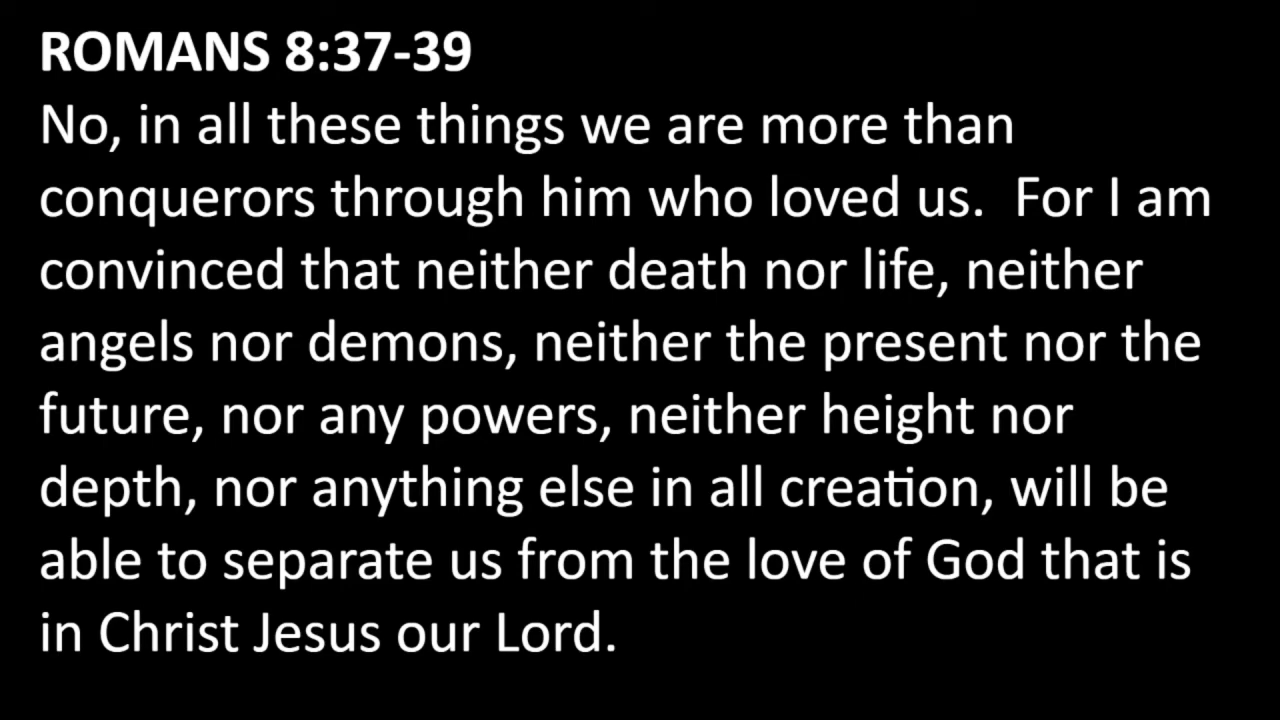 ROMANS 8:37-39
No, in all these things we are more than
conquerors through him who loved us.  For I am
convinced that neither death nor life, neither
angels nor demons, neither the present nor the
future, nor any powers, neither height nor
depth, nor anything else in all creation, will be
able to separate us from the love of God that is
in Christ Jesus our Lord.